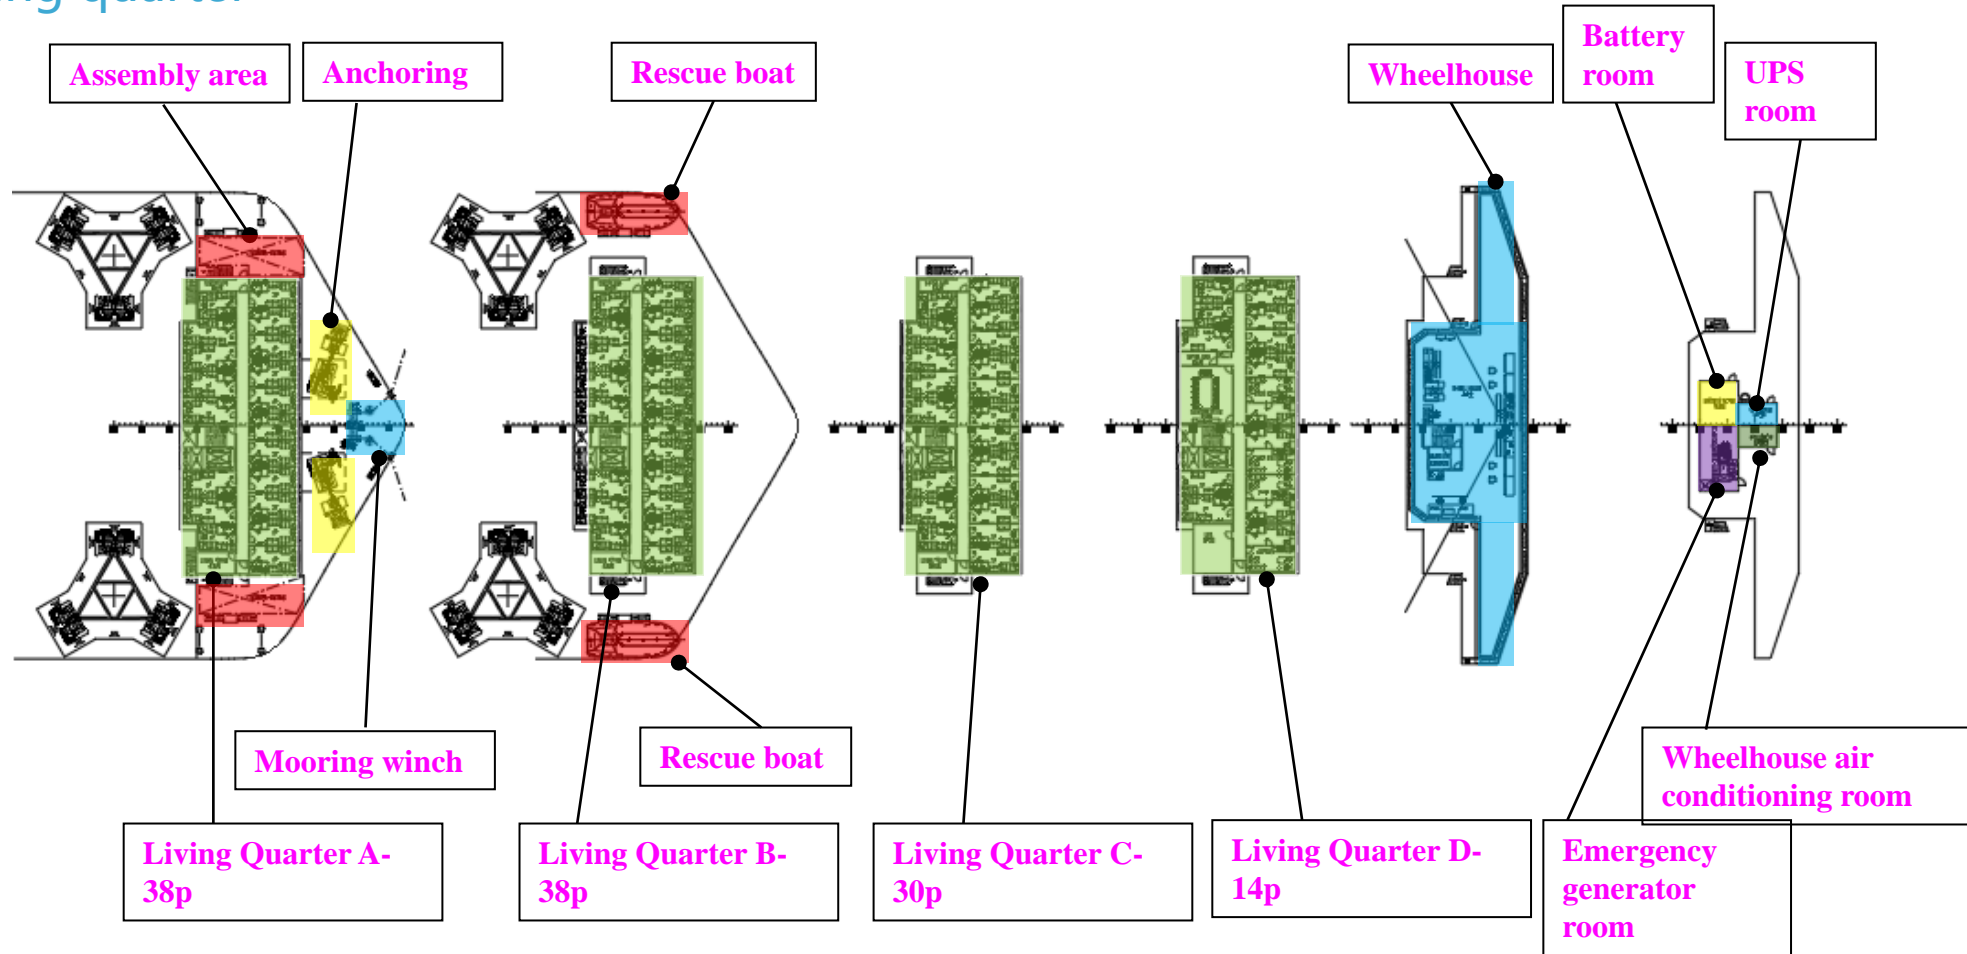 quarter
Assembly area
Anchoring
Rescue boat
Wheelhouse
Battery
room
UPS
room
Mooring winch
Rescue boat
Wheelhouse air
conditioning room
Living Quarter A-
38p
Living Quarter B-
38p
Living Quarter C-
30p
Living Quarter D-
14p
Emergency
generator
room